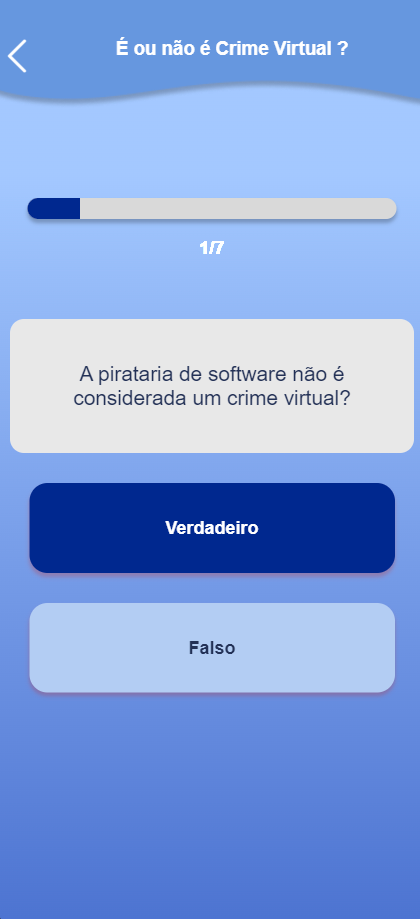 É ou não é Crime Virtual ?
1/7
A pirataria de software não é
considerada um crime virtual?
Verdadeiro
Falso